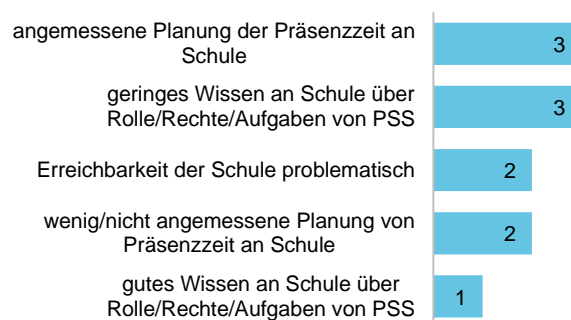 angemessene Planung der Präsenzzeit an
Schule
3
geringes Wissen an Schule über
Rolle/Rechte/Aufgaben von PSS
3
Erreichbarkeit der Schule problematisch
2
wenig/nicht angemessene Planung von
Präsenzzeit an Schule
2
gutes Wissen an Schule über
Rolle/Rechte/Aufgaben von PSS
1